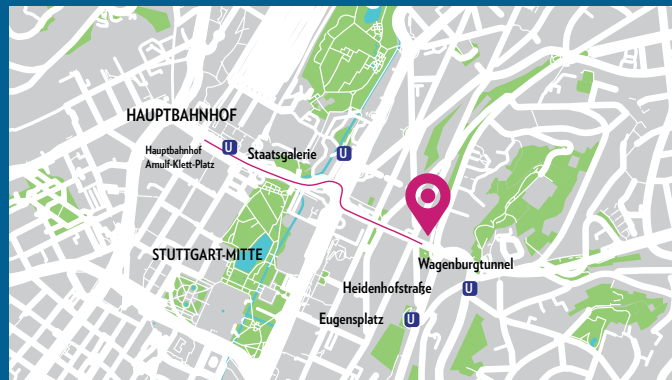 HAUPTBAHNHOF
Hauptbahnhof
Arnulf-Klett-Platz
U
Staatsgalerie
U
STUTTGART-MITTE
Wagenburgtunnel
Heidenhofstraße
U
Eugensplatz
U